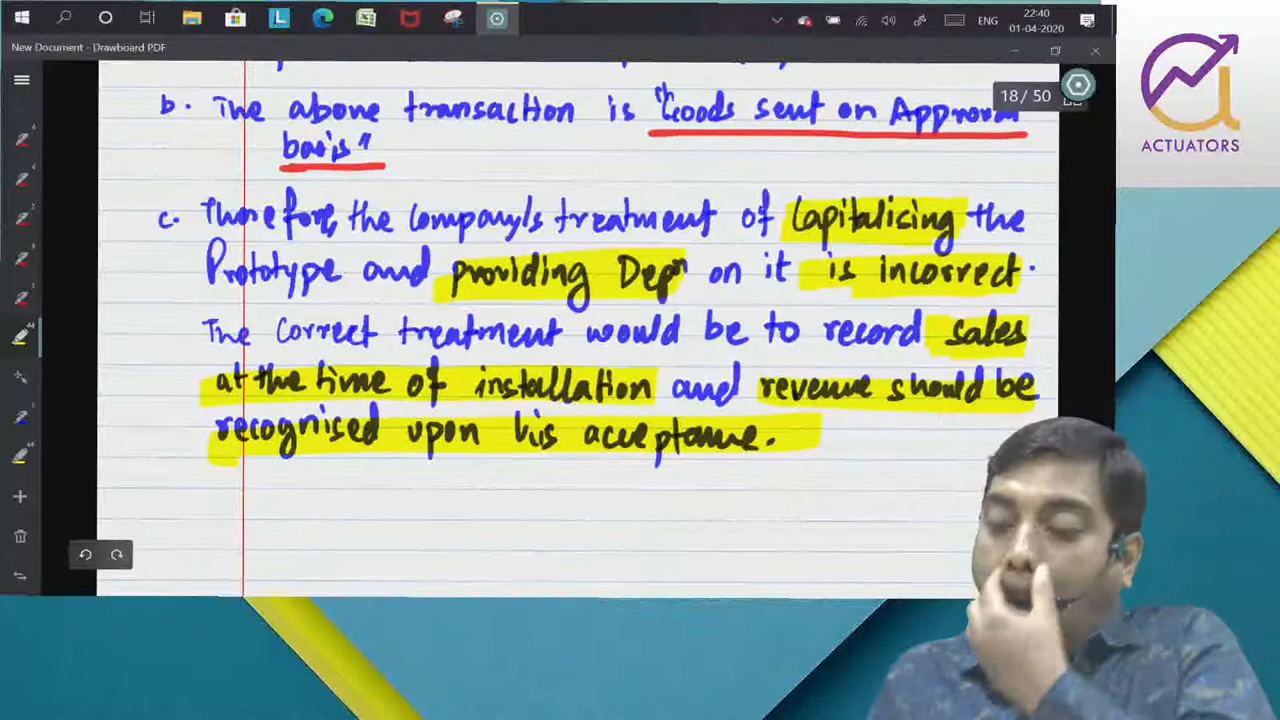 22:40
ENG
01-04-2020
New Document - Drawboard PDF
18 / 50
ACTUATORS
b. The above transaction is "Goods sent on Approval
basis"
c. Therefore, the Company's treatment of Capitalising the
Prototype and providing Depn on it is incorrect.
The correct treatment would be to record sales
at the time of installation and revenue should be
recognised upon his acceptance.